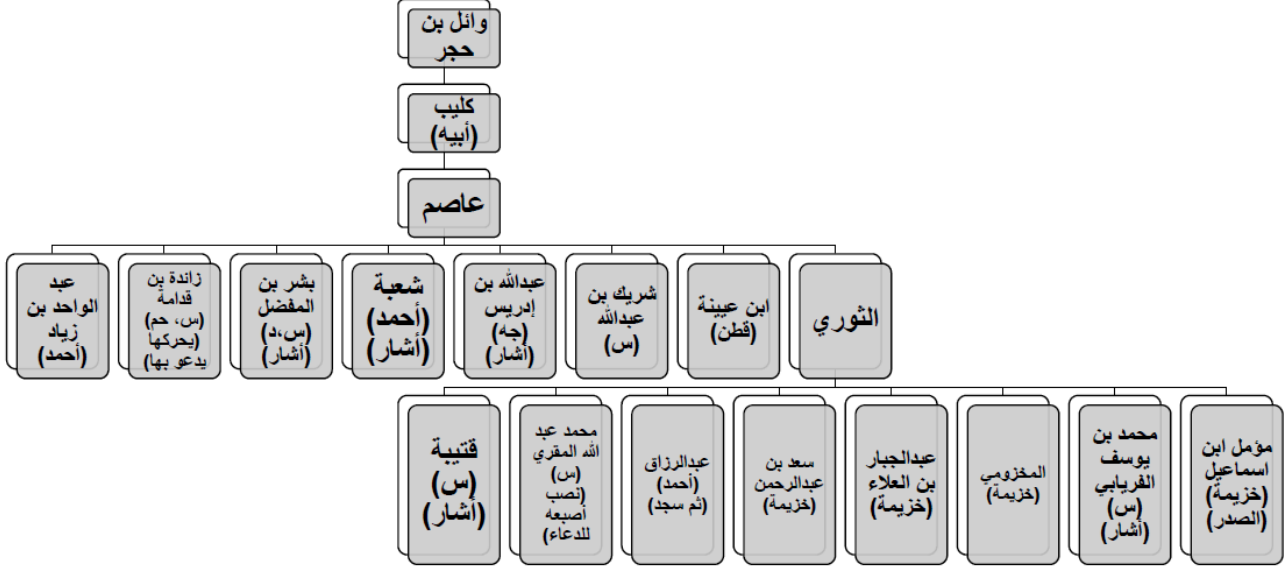 وائل بن
حجر
كليب
(أبيه)
عاصم
الثوري
ابن عيينة
(قطن)
شريك بن
عبدالله
(س)
عبدالله بن
إدريس
(جه)
(أشار)
شعبة
(أحمد)
(أشار)
بشر بن
المفضل
(س،د)
(أشار)
زائدة بن
قدامة
(س، حم)
(يحركها
يدعو بها)
عبد
الواحد بن
زياد
(أحمد)
مؤمل ابن
اسماعيل
(خزيمة)
(الصدر)
محمد بن
يوسف
الفريابي
(س)
(أشار)
المخزومي
(خزيمة)
عبدالجبار
بن العلاء
(خزيمة)
سعد بن
عبدالرحمن
(خزيمة)
عبدالرزاق
(أحمد)
(ثم سجد)
محمد عبد
الله المقري
(س)
(نصب
أصبعه
للدعاء)
قتيبة
(س)
(أشار)